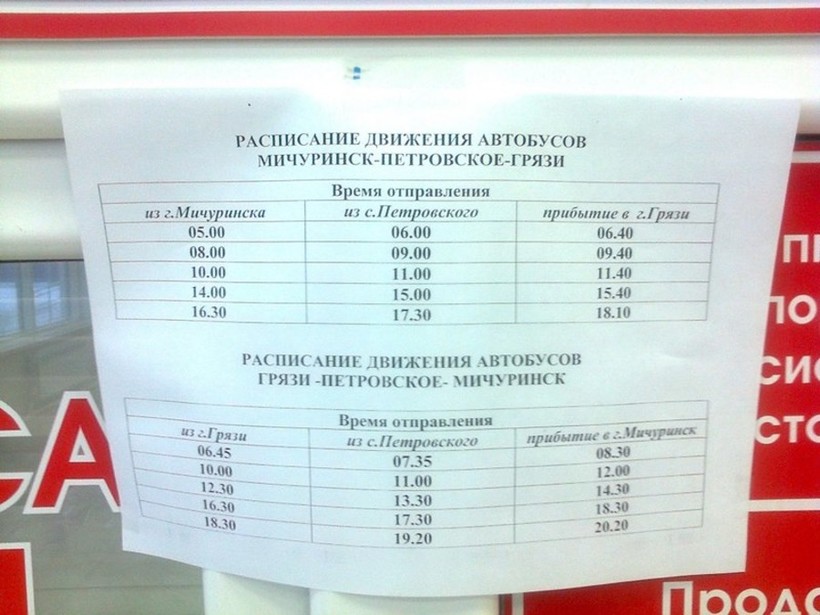 РАСПИСАНИЕ ДВИЖЕНИЯ АВТОБУСОВ
МИЧУРИНСК-ПЕТРОВСКОЕ-ГРЯЗИ
Время отправления
из г.Мичуринска из с.Петровского прибытие в г.Грязи
05.00 06.00 06.40
08.00 09.00 09.40
10.00 11.00 11.40
14.00 15.00 15.40
16.30 17.30 18.10
РАСПИСАНИЕ ДВИЖЕНИЯ АВТОБУСОВ
ГРЯЗИ -ПЕТРОВСКОЕ- МИЧУРИНСК
Время отправления
из г.Грязи из с.Петровского прибытие в г.Мичуринск
06.45 07.35 08.30
10.00 11.00 12.00
12.30 13.30 14.30
16.30 17.30 18.30
18.30 19.20 20.20